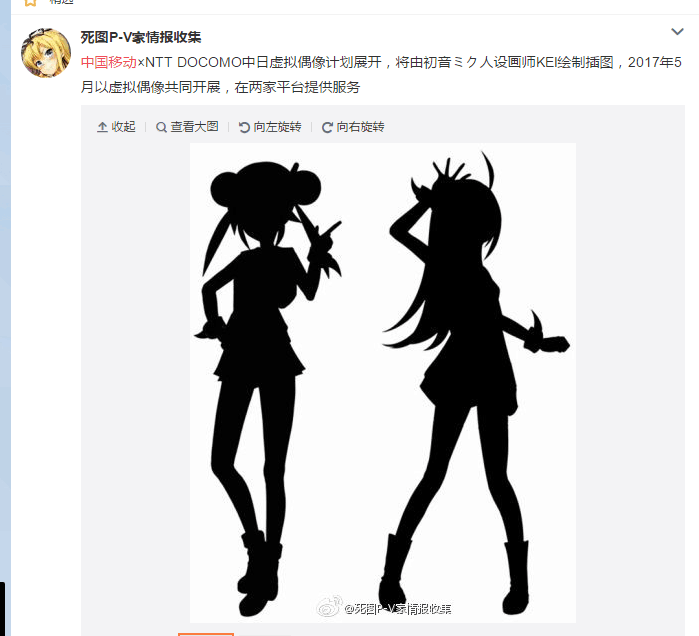 死图P-V家情报收集
中国移动×NTT DOCOMO中日虚拟偶像计划展开，将由初音ミク人设画师KEI绘制插图，2017年5
月以虚拟偶像共同开展，在两家平台提供服务
收起 查看大图 向左旋转 向右旋转
@死图P-V家情报收集